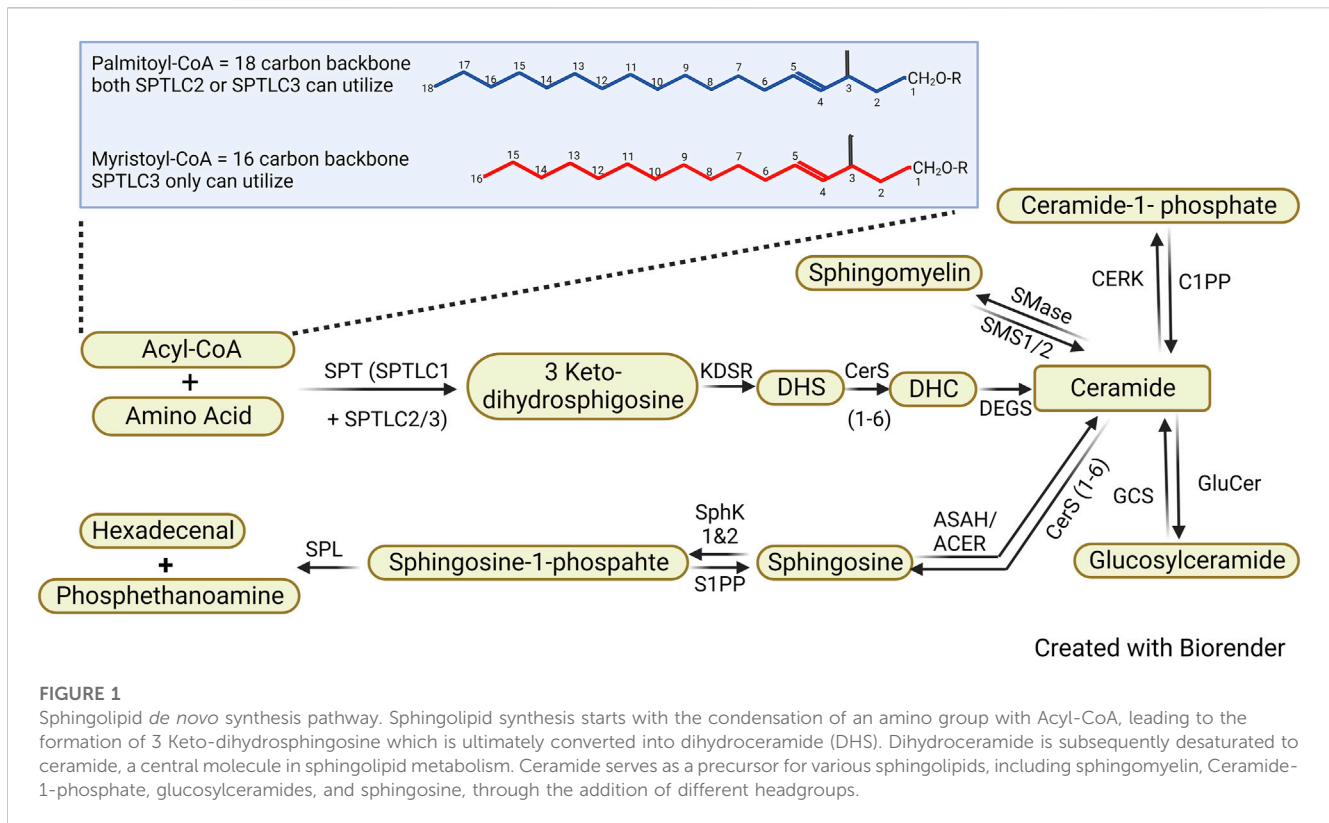 Palmitoyl-CoA = 18 carbon backbone
both SPTLC2 or SPTLC3 can utilize
18 17 16 15 14 13 12 11 10 9 8 7 6 5 4 3 2 1 CH₂O-R
Myristoyl-CoA = 16 carbon backbone
SPTLC3 only can utilize
16 15 14 13 12 11 10 9 8 7 6 5 4 3 2 1 CH₂O-R
Ceramide-1- phosphate
Sphingomyelin
CERK
C1PP
SMase
SMS1/2
Acyl-CoA
+
Amino Acid
SPT (SPTLC1
+ SPTLC2/3)
3 Keto-
dihydrosphigosine
KDSR
DHS
CerS
(1-6)
DHC
DEGS
Ceramide
GCS
GluCer
Glucosylceramide
ASAH/
ACER
CerS (1-6)
Sphingosine
SphK
1&2
S1PP
Sphingosine-1-phospahte
SPL
Hexadecenal
+
Phosphethanoamine
Created with Biorender
FIGURE 1
Sphingolipid de novo synthesis pathway. Sphingolipid synthesis starts with the condensation of an amino group with Acyl-CoA, leading to the
formation of 3 Keto-dihydrosphingosine which is ultimately converted into dihydroceramide (DHS). Dihydroceramide is subsequently desaturated to
ceramide, a central molecule in sphingolipid metabolism. Ceramide serves as a precursor for various sphingolipids, including sphingomyelin, Ceramide-
1-phosphate, glucosylceramides, and sphingosine, through the addition of different headgroups.